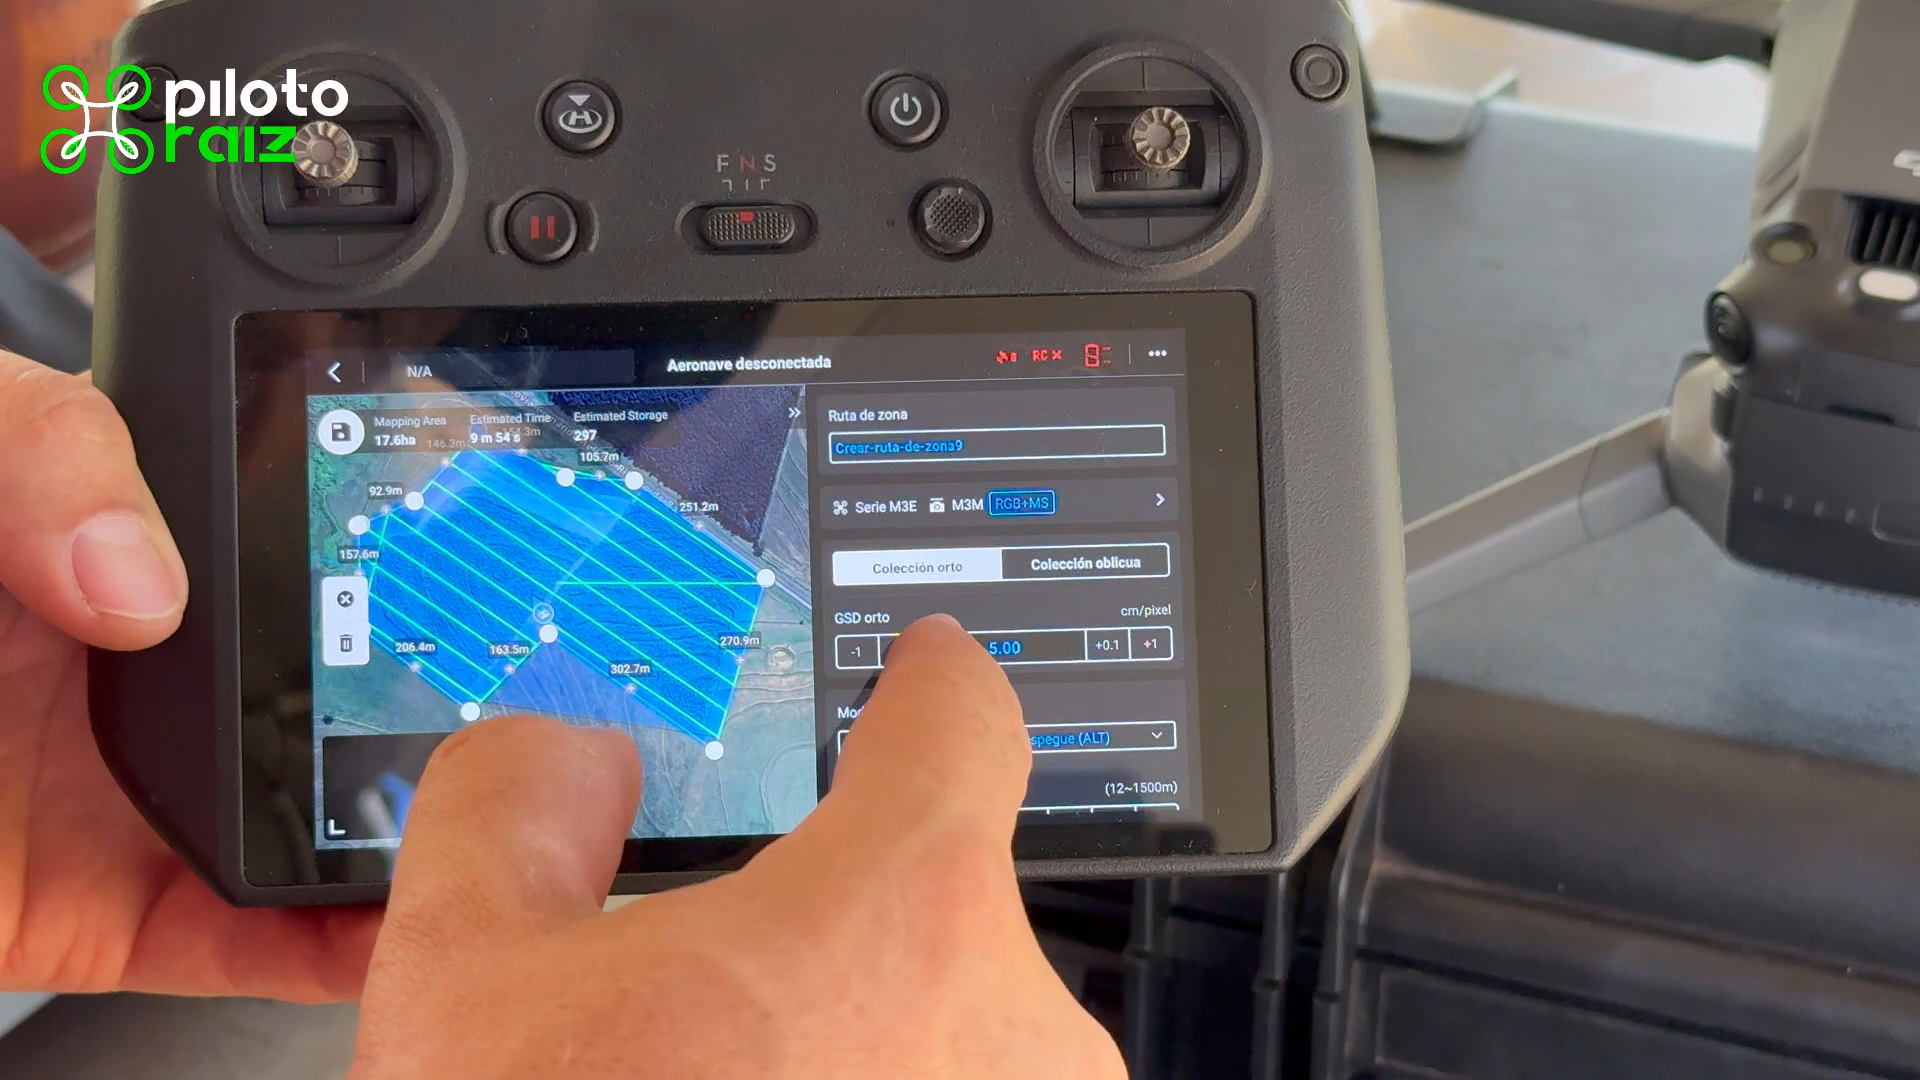 piloto
raiz
F N S
N/A
Aeronave desconectada
RC
Mapping Area
17.6ha
Estimated Time
9 m 54 s
Estimated Storage
297
146.3m
105.7m
92.9m
251.2m
157.6m
206.4m
163.5m
302.7m
270.9m
Ruta de zona
Crear-ruta-de-zona9
Serie M3E M3M RGB+MS
Colección orto
Colección oblicua
GSD orto
cm/pixel
-1
5.00
+0.1
+1
(ALT)
(12~1500m)